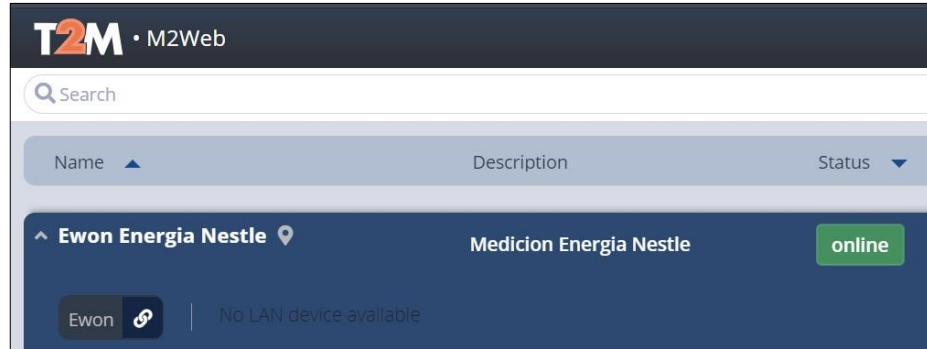 T2M • M2Web
Search
Name Description Status
Ewon Energia Nestle Medicion Energia Nestle online
Ewon No LAN device available